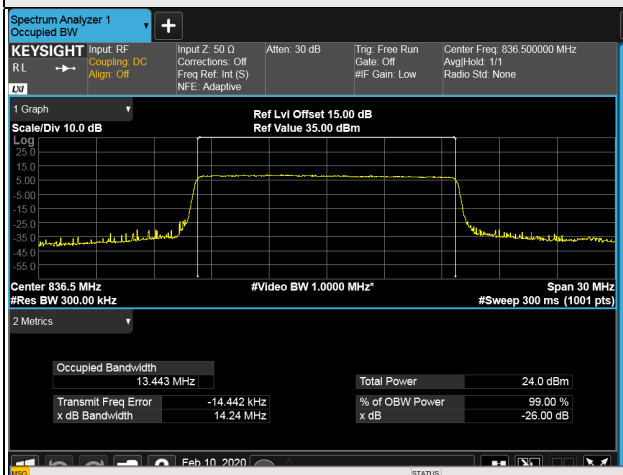 Spectrum Analyzer 1
Occupied BW
+
KEYSIGHT Input: RF Input Z: 50 Ω Atten: 30 dB Trig: Free Run Center Freq: 836.500000 MHz
RL Coupling: DC Corrections: Off Gate: Off Avg|Hold: 1/1
Align: Off Freq Ref: Int (S) #IF Gain: Low Radio Std: None
LXI NFE: Adaptive
1 Graph
Ref Lvl Offset 15.00 dB
Scale/Div 10.0 dB Ref Value 35.00 dBm
Log
25.0
15.0
5.00
-5.00
-15.0
-25.0
-35.0
-45.0
-55.0
Center 836.5 MHz #Video BW 1.0000 MHz* Span 30 MHz
#Res BW 300.00 kHz #Sweep 300 ms (1001 pts)
2 Metrics
Occupied Bandwidth
13.443 MHz Total Power 24.0 dBm
Transmit Freq Error -14.442 kHz % of OBW Power 99.00 %
x dB Bandwidth 14.24 MHz x dB -26.00 dB
Feb 10, 2020
MSG STATUS